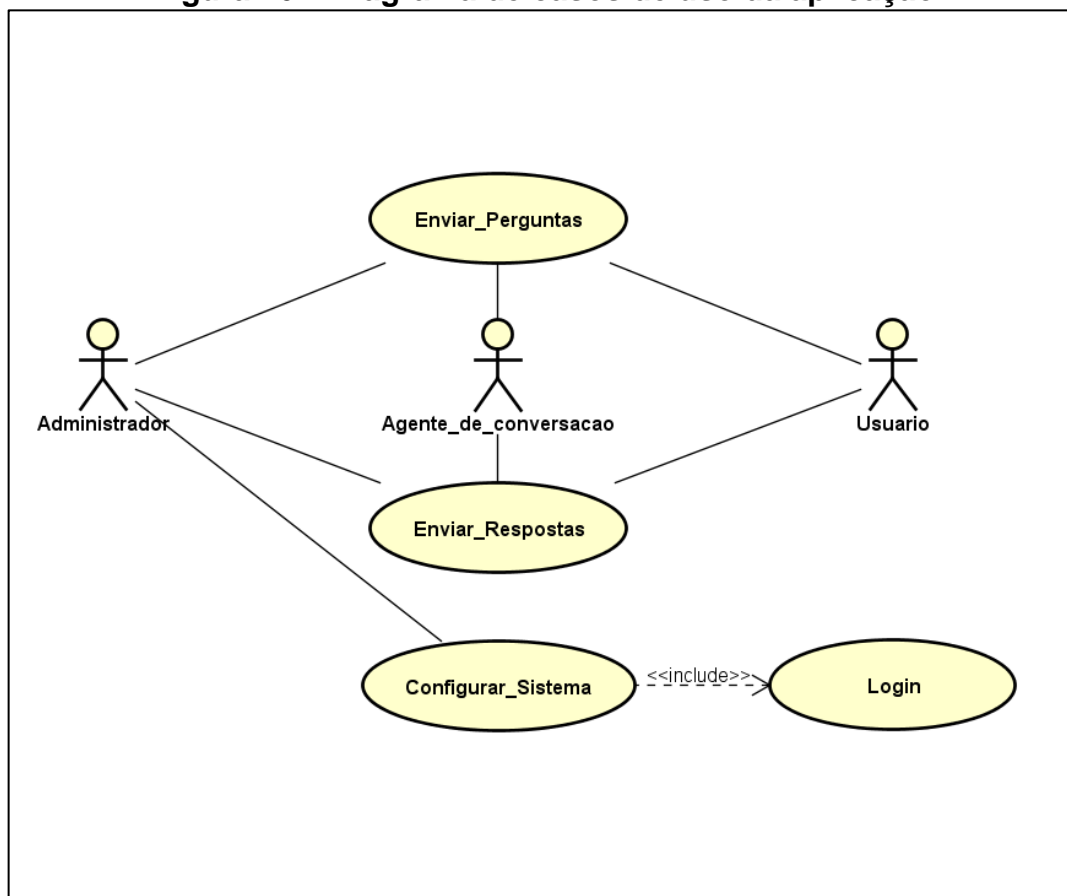 Enviar_Perguntas
Administrador
Agente_de_conversacao
Usuario
Enviar_Respostas
Configurar_Sistema
<<include>>
Login